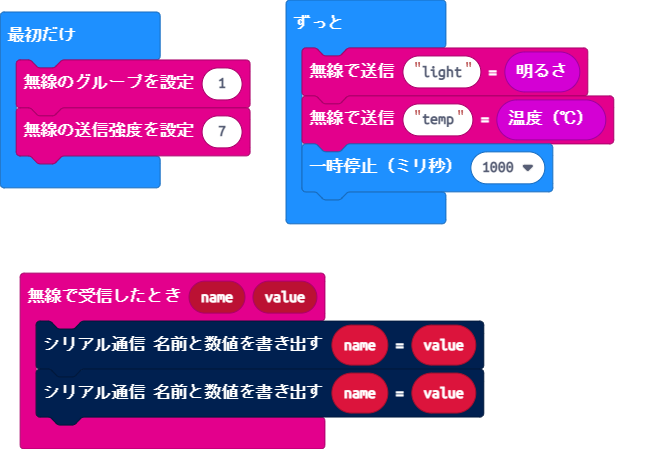 最初だけ
無線のグループを設定 1
無線の送信強度を設定 7
ずっと
無線で送信 "light" = 明るさ
無線で送信 "temp" = 温度（℃）
一時停止（ミリ秒） 1000
無線で受信したとき name value
シリアル通信 名前と数値を書き出す name = value
シリアル通信 名前と数値を書き出す name = value